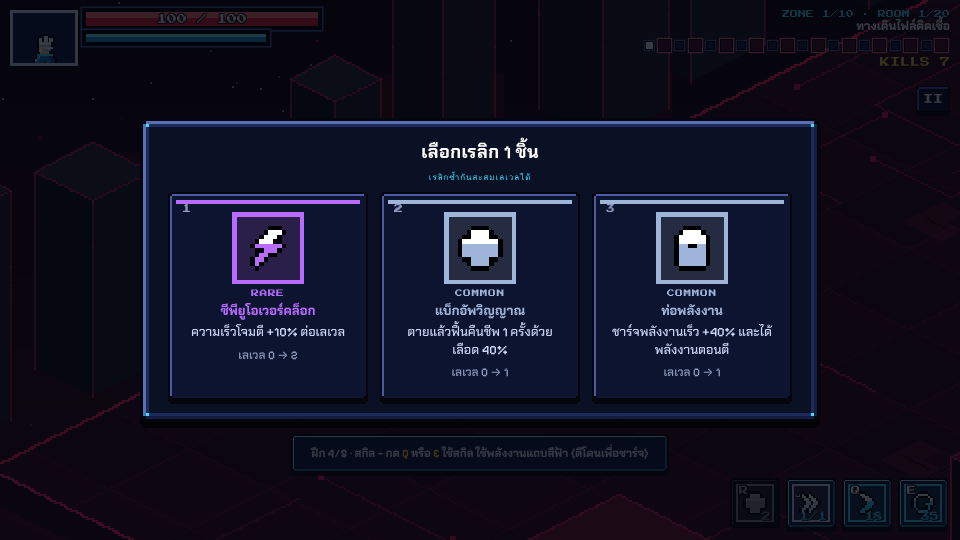 100 / 100
ZONE 1/10 · ROOM 1/20
ทางเดินไฟล์ติดเชื้อ
KILLS 7
II
เลือกเรลิก 1 ชิ้น
เรลิกซ้ำกันสะสมเลเวลได้
1
RARE
ซีพียูโอเวอร์คล็อก
ความเร็วโจมตี +10% ต่อเลเวล
เลเวล 0 → 2
2
COMMON
แบ็กอัพวิญญาณ
ตายแล้วฟื้นคืนชีพ 1 ครั้งด้วย
เลือด 40%
เลเวล 0 → 1
3
COMMON
ท่อพลังงาน
ชาร์จพลังงานเร็ว +40% และได้
พลังงานตอนตี
เลเวล 0 → 1
ฝึก 4/8 · สกิล - กด Q หรือ E ใช้สกิล ใช้พลังงานแถบสีฟ้า (ตีโดนเพื่อชาร์จ)
R
2
1/1
Q
18
E
35